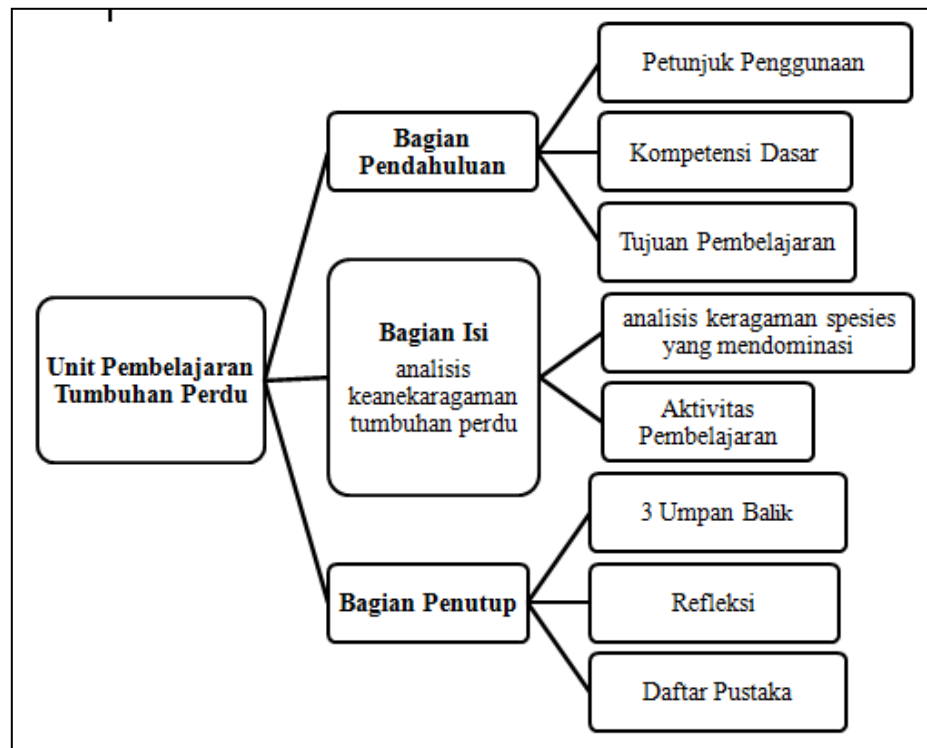 Unit Pembelajaran
Tumbuhan Perdu
Bagian
Pendahuluan
Petunjuk Penggunaan
Kompetensi Dasar
Tujuan Pembelajaran
Bagian Isi
analisis
keanekaragaman
tumbuhan perdu
analisis keragaman spesies
yang mendominasi
Aktivitas
Pembelajaran
Bagian Penutup
3 Umpan Balik
Refleksi
Daftar Pustaka